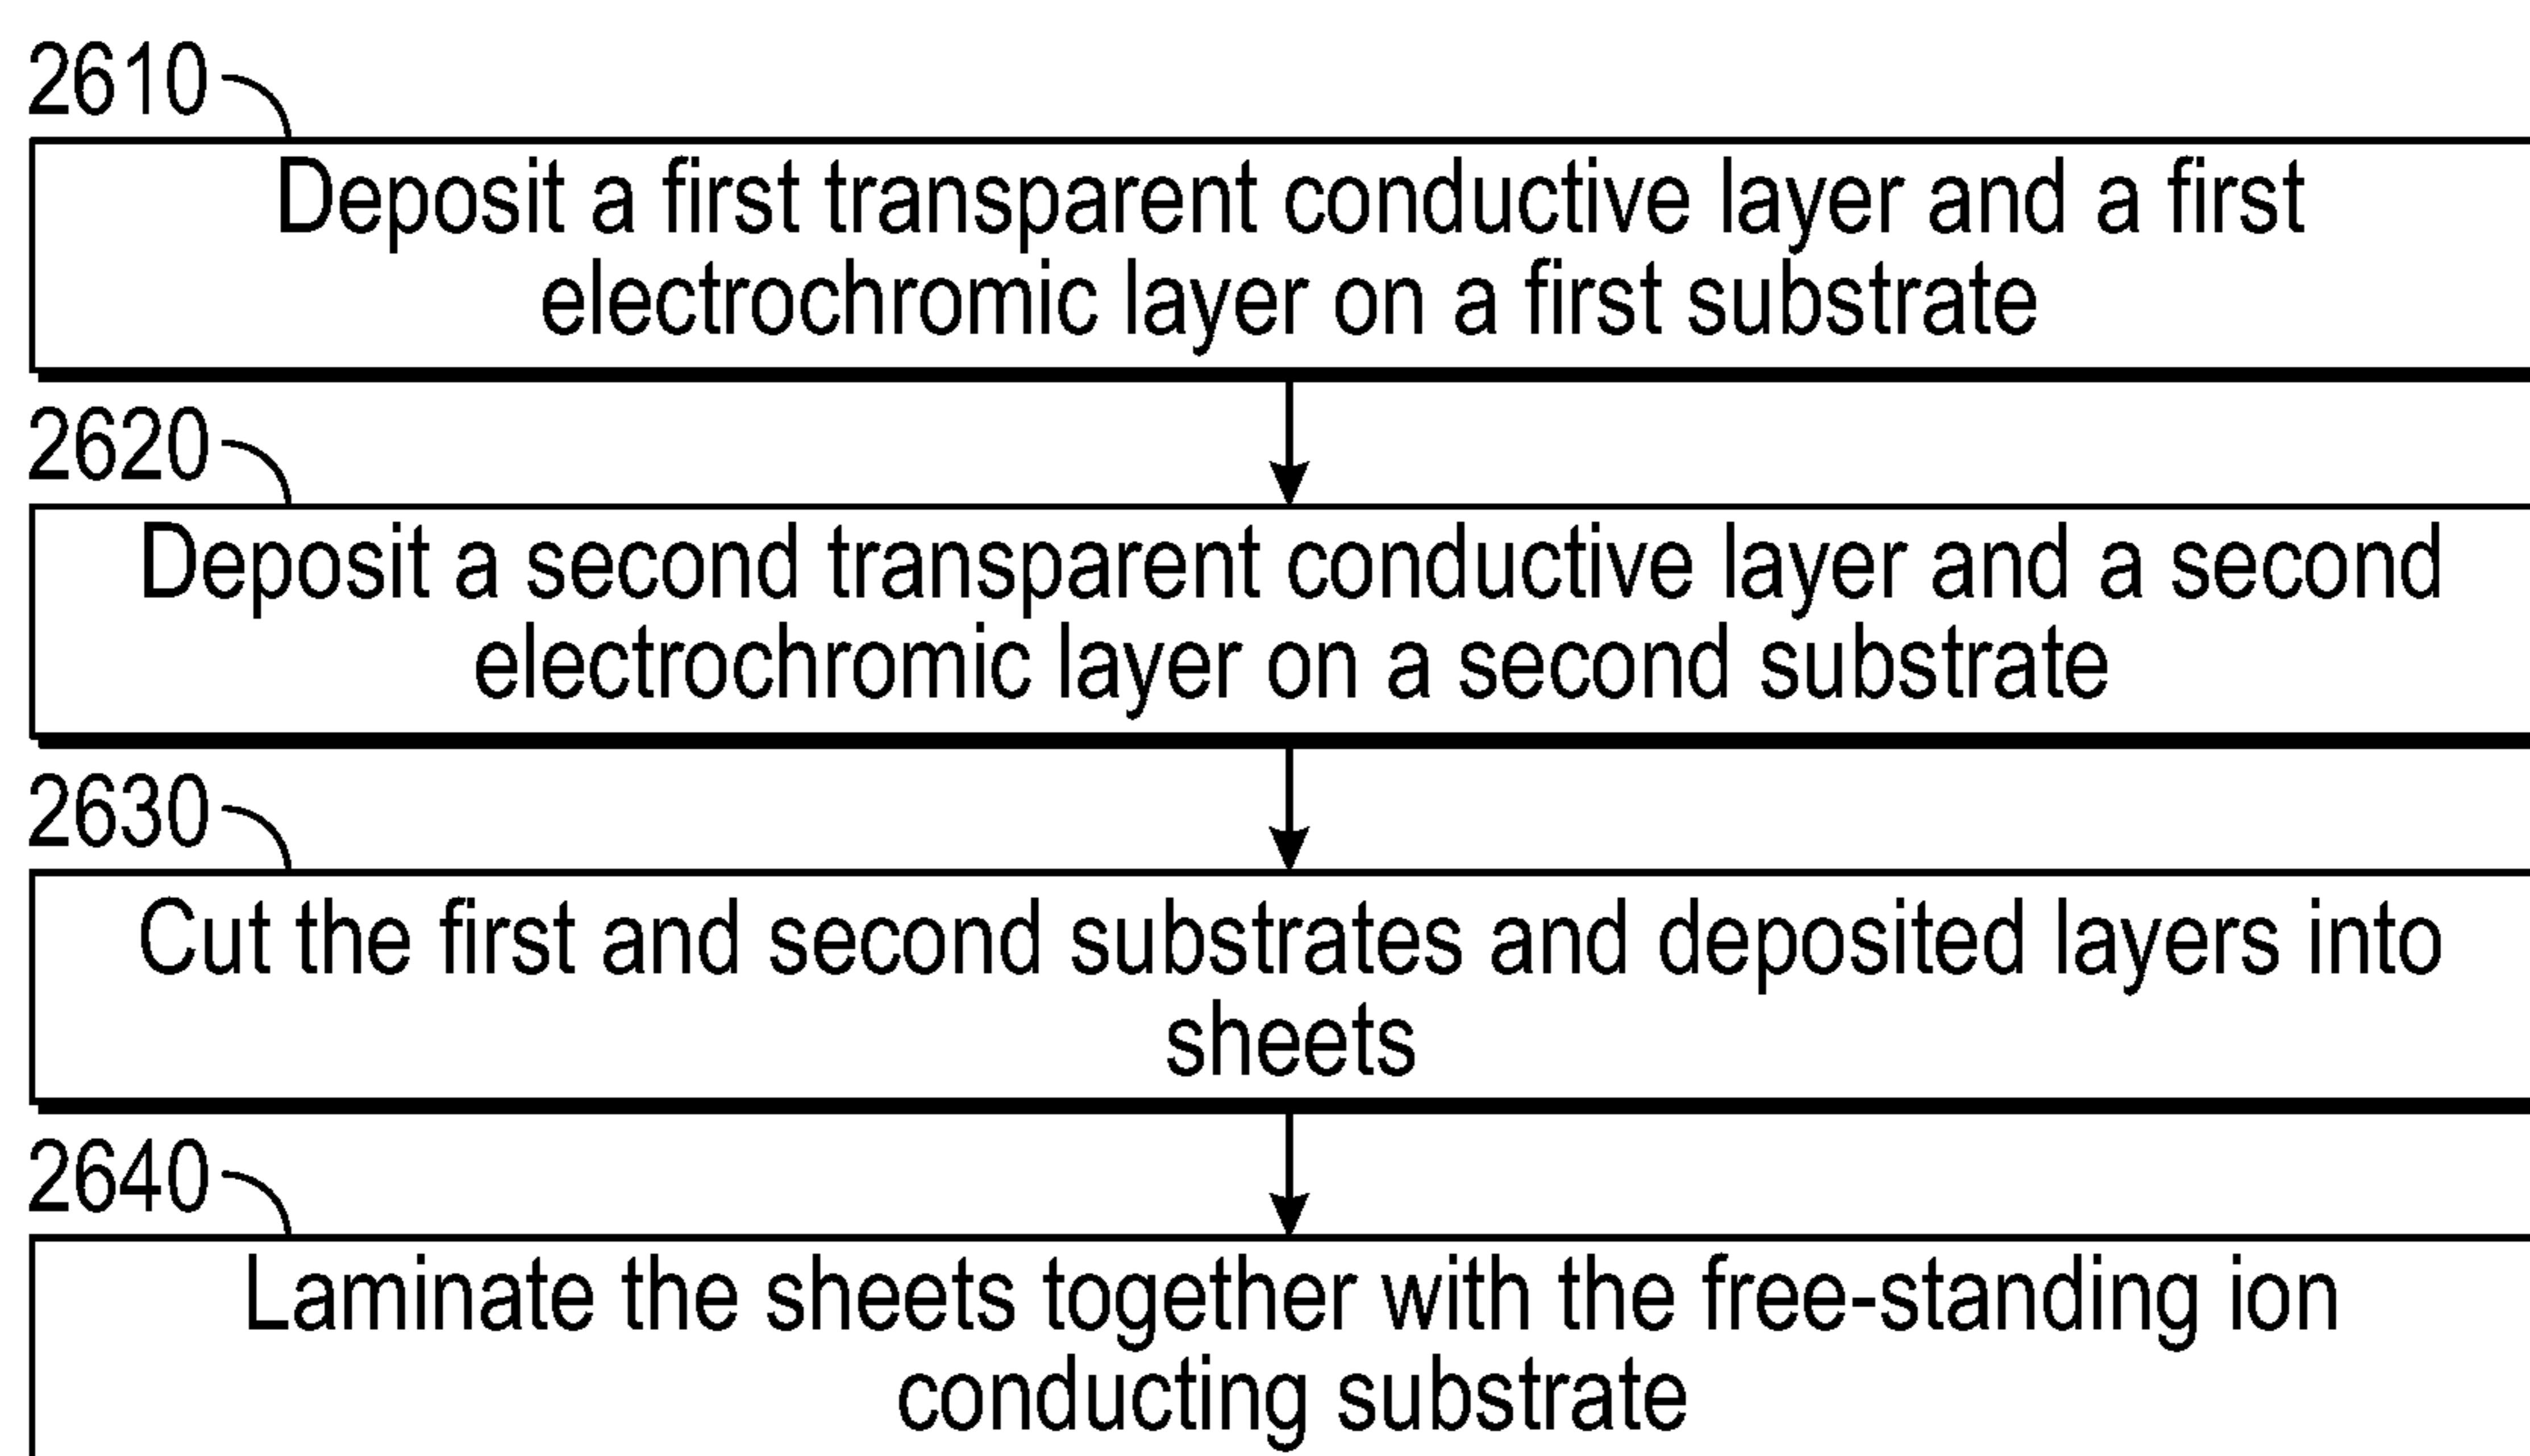 2610
Deposit a first transparent conductive layer and a first
electrochromic layer on a first substrate
2620
Deposit a second transparent conductive layer and a second
electrochromic layer on a second substrate
2630
Cut the first and second substrates and deposited layers into
sheets
2640
Laminate the sheets together with the free-standing ion
conducting substrate